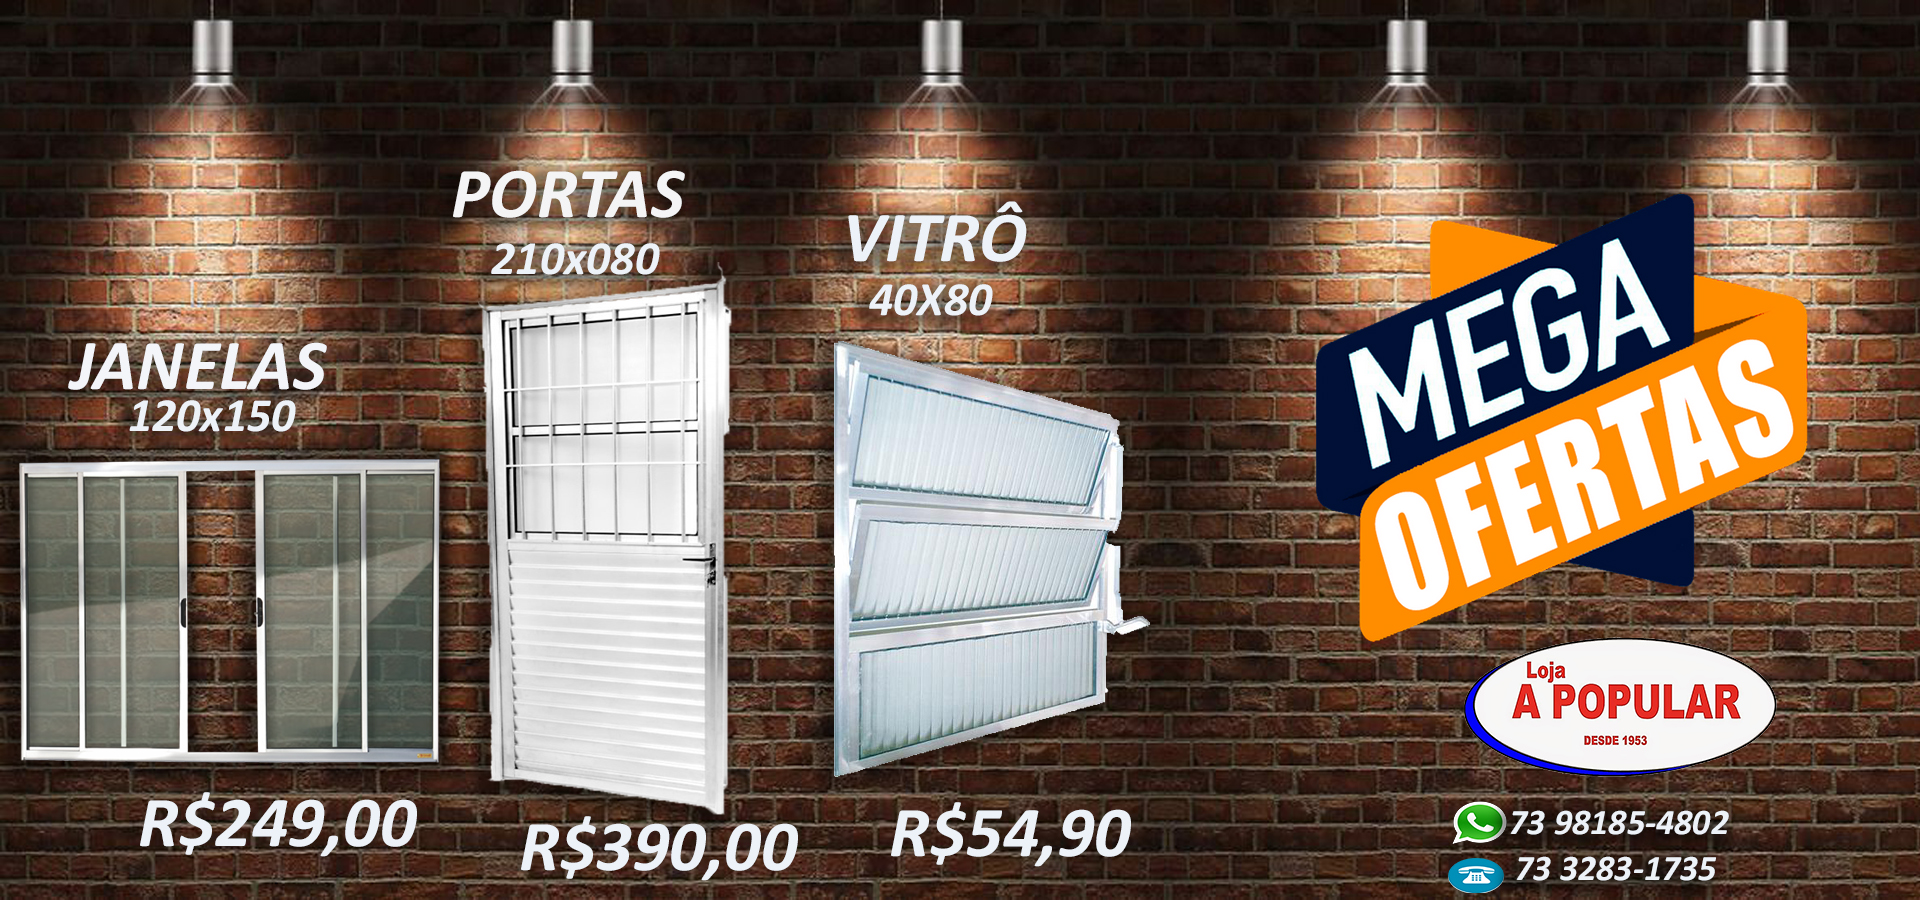 JANELAS
120x150
R$249,00
PORTAS
210x080
R$390,00
VITRÔ
40X80
R$54,90
MEGA
OFERTAS
Loja
A POPULAR
DESDE 1953
73 98185-4802
73 3283-1735